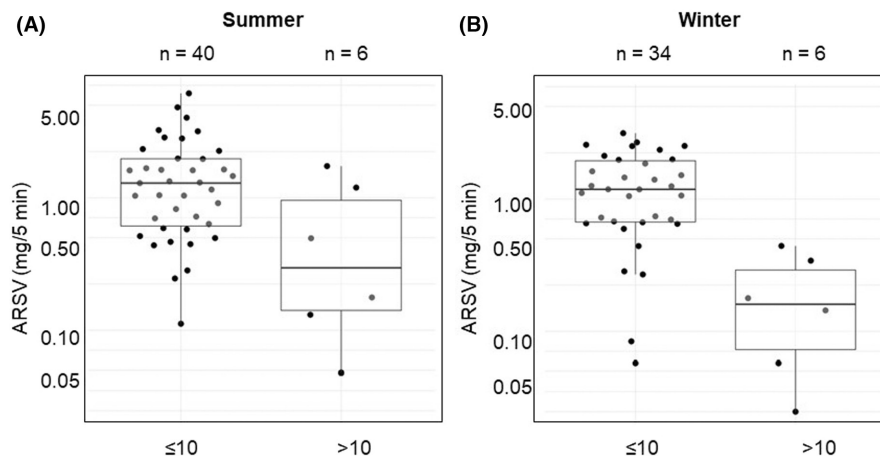 (A) Summer
n = 40 n = 6
ARSV (mg/5 min)
5.00
1.00
0.50
0.10
0.05
≤10 >10
(B) Winter
n = 34 n = 6
ARSV (mg/5 min)
5.00
1.00
0.50
0.10
0.05
≤10 >10